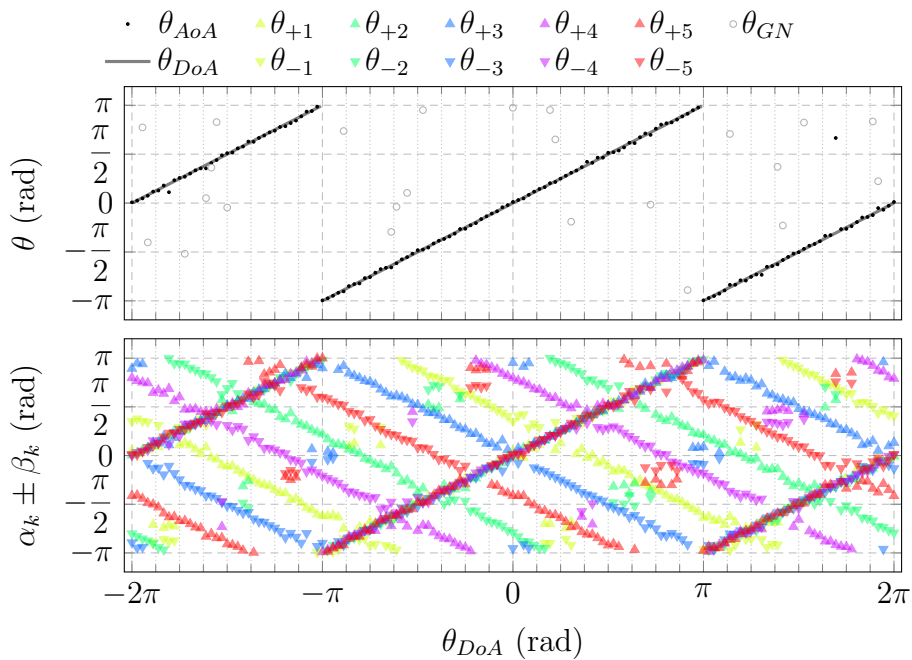 θ_AoA θ_+1 θ_+2 θ_+3 θ_+4 θ_+5 θ_GN
θ_DoA θ_−1 θ_−2 θ_−3 θ_−4 θ_−5
θ (rad)
π
π/2
0
−π/2
−π
α_k ± β_k (rad)
π
π/2
0
−π/2
−π
−2π −π 0 π 2π
θ_DoA (rad)